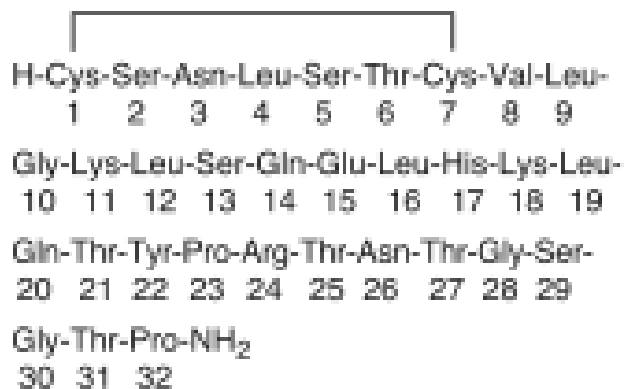 H-Cys-Ser-Asn-Leu-Ser-Thr-Cys-Val-Leu-
1 2 3 4 5 6 7 8 9
Gly-Lys-Leu-Ser-Gln-Glu-Leu-His-Lys-Leu-
10 11 12 13 14 15 16 17 18 19
Gln-Thr-Tyr-Pro-Arg-Thr-Asn-Thr-Gly-Ser-
20 21 22 23 24 25 26 27 28 29
Gly-Thr-Pro-NH₂
30 31 32